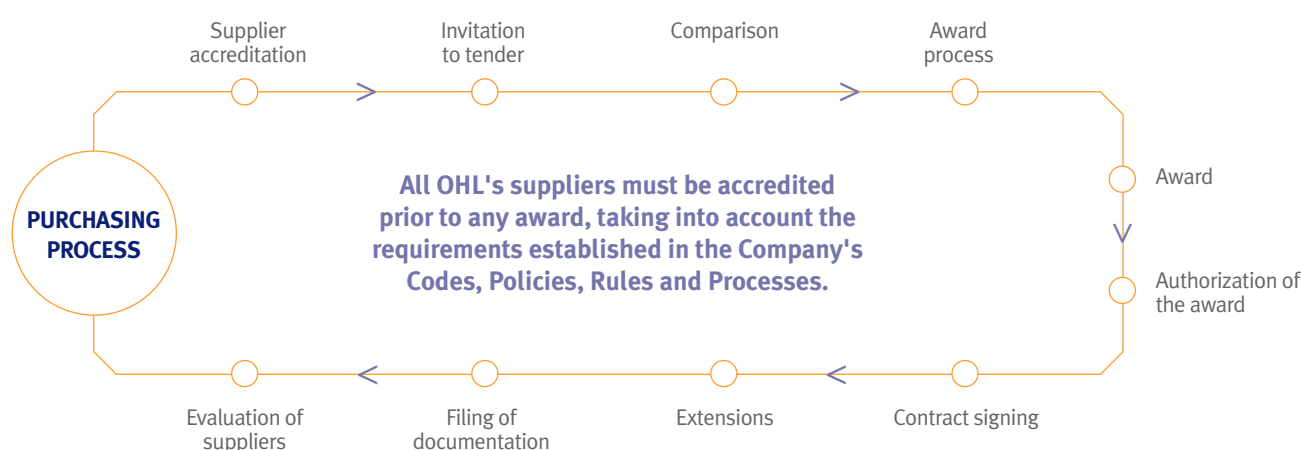 Supplier
accreditation
Invitation
to tender
Comparison
Award
process
Award
Authorization of
the award
PURCHASING
PROCESS
All OHL's suppliers must be accredited
prior to any award, taking into account the
requirements established in the Company's
Codes, Policies, Rules and Processes.
Contract signing
Extensions
Filing of
documentation
Evaluation of
suppliers